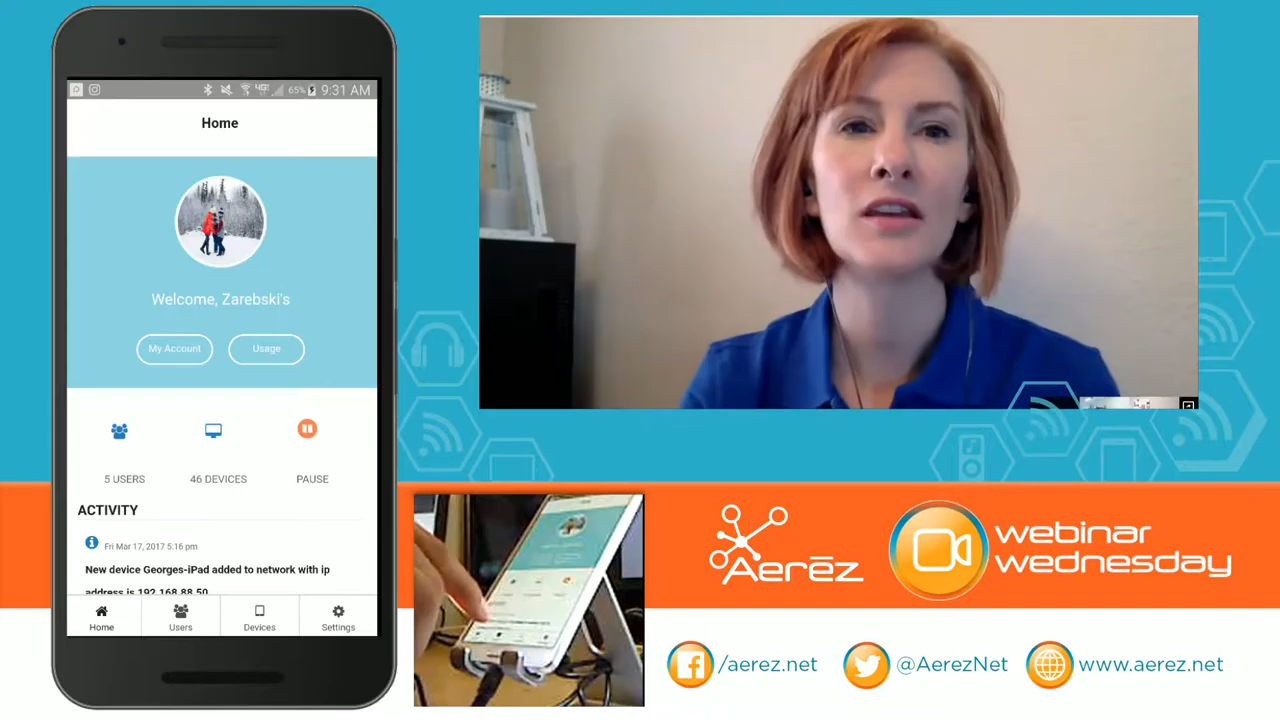 65% 9:31 AM
Home
Welcome, Zarebski's
My Account
Usage
5 USERS
46 DEVICES
PAUSE
ACTIVITY
Fri Mar 17, 2017 5:16 pm
New device Georges-iPad added to network with ip
address is 192.168.88.50
Home
Users
Devices
Settings
Aerēz
webinar
wednesday
/aerez.net
@AerezNet
www.aerez.net